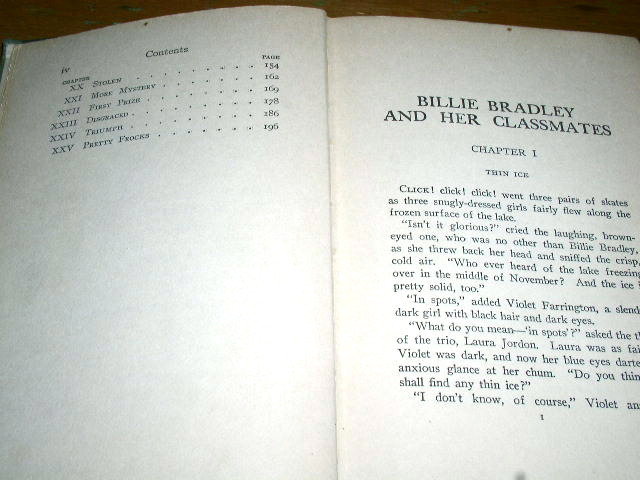 iv Contents
CHAPTER PAGE
XX STOLEN . . . . . . . . 154
XXI MORE MYSTERY . . . . . . . 162
XXII FIRST PRIZE . . . . . . . 169
XXIII DISGRACED . . . . . . . 178
XXIV TRIUMPH . . . . . . . . 186
XXV PRETTY FROCKS . . . . . . . 196
BILLIE BRADLEY
AND HER CLASSMATES
CHAPTER I
THIN ICE
CLICK! click! click! went three pairs of skates
as three snugly-dressed girls fairly flew along the
frozen surface of the lake.
"Isn't it glorious?" cried the laughing, brown-
eyed one, who was no other than Billie Bradley,
as she threw back her head and sniffed the crisp,
cold air. "Who ever heard of the lake freezing
over in the middle of November? And the ice
pretty solid, too."
"In spots," added Violet Farrington, a slend
dark girl with black hair and dark eyes.
"What do you mean—'in spots'?" asked the t
of the trio, Laura Jordon. Laura was as fai
Violet was dark, and now her blue eyes darte
anxious glance at her chum. "Do you thin
shall find any thin ice?"
"I don't know, of course," Violet an
1